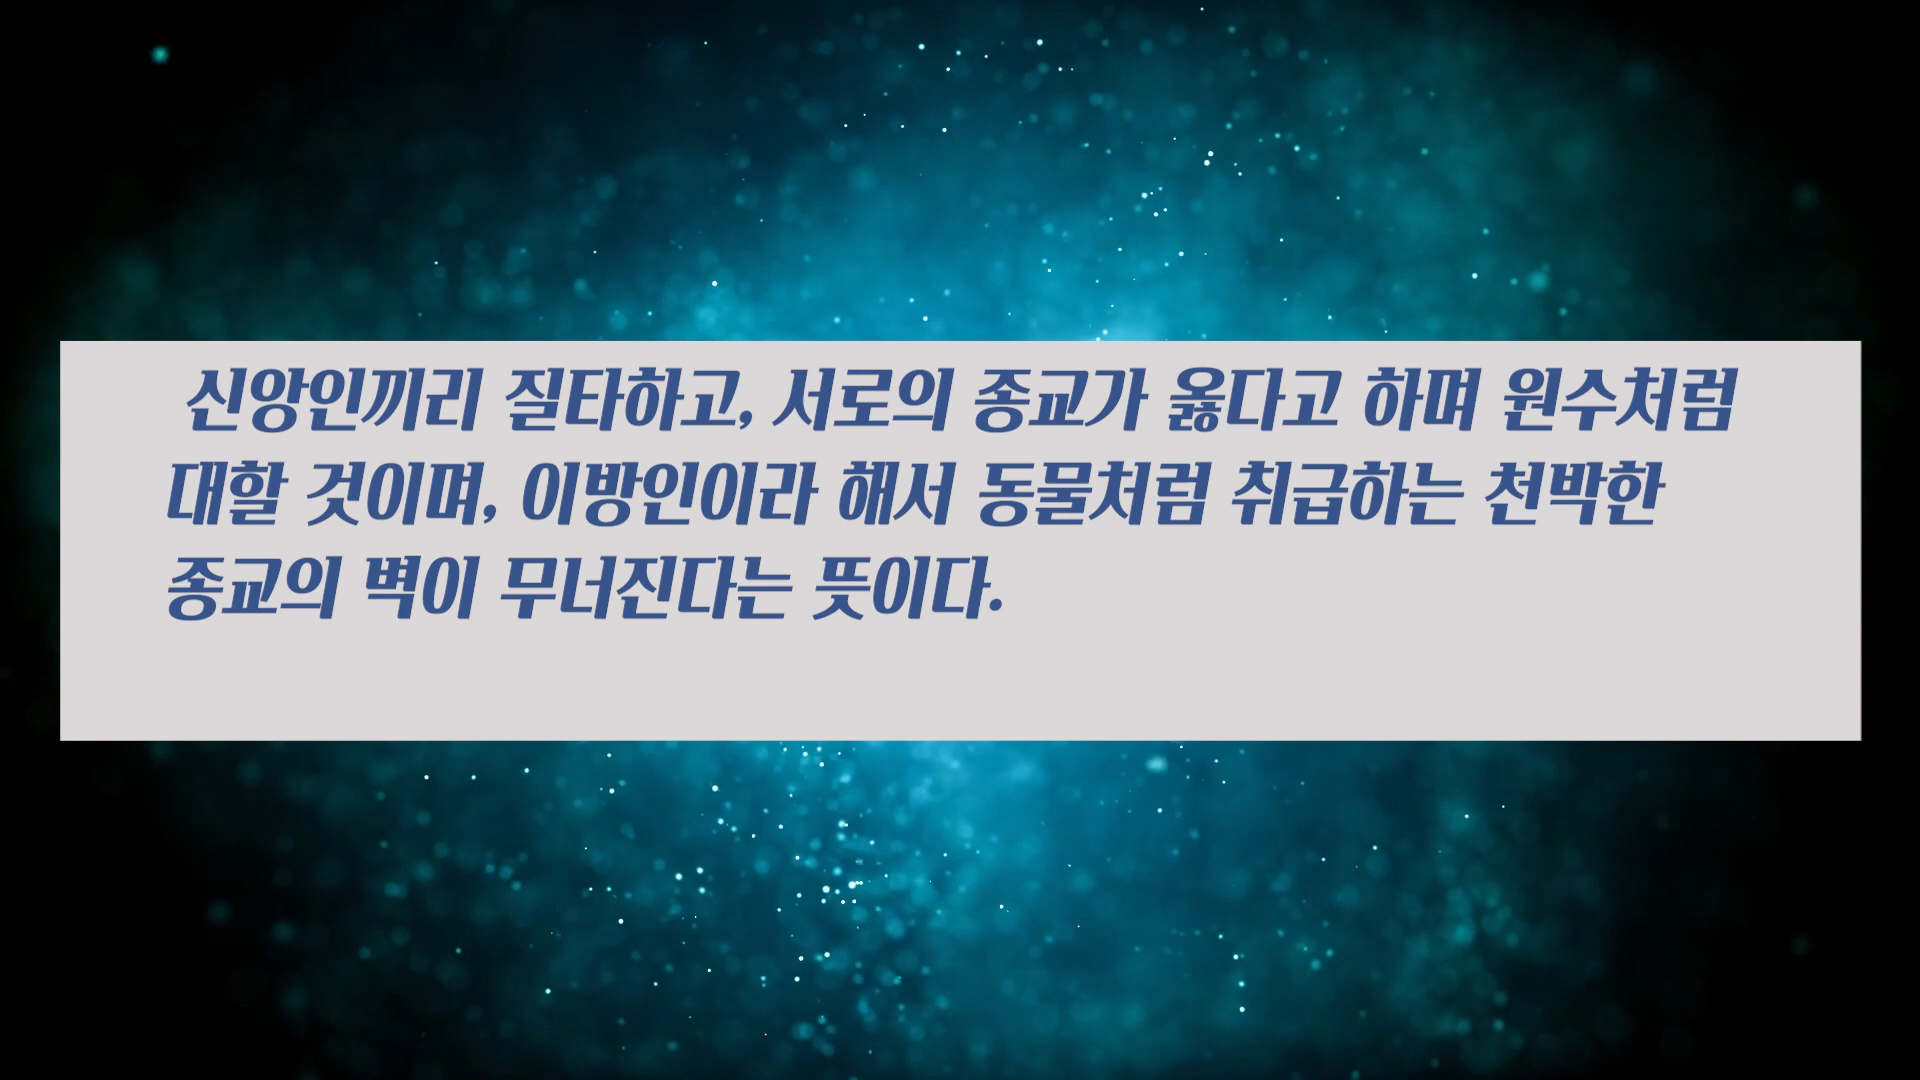 신앙인끼리 질타하고, 서로의 종교가 옳다고 하며 원수처럼
대할 것이며, 이방인이라 해서 동물처럼 취급하는 천박한
종교의 벽이 무너진다는 뜻이다.